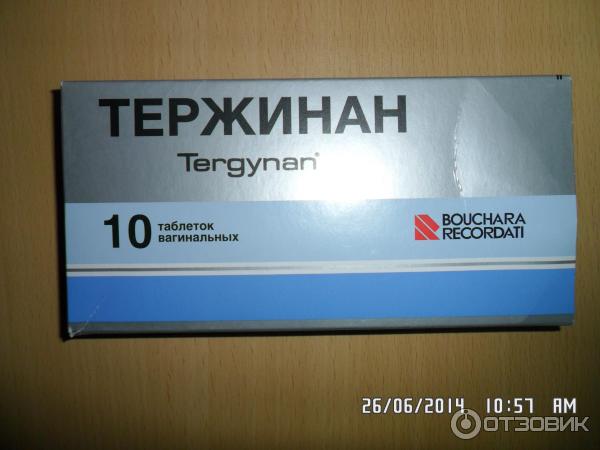 ТЕРЖИНАН
Tergynan®
10 таблеток
вагинальных
BOUCHARA
RECORDATI
26/06/2014 10:57 AM
ОТЗОВИК